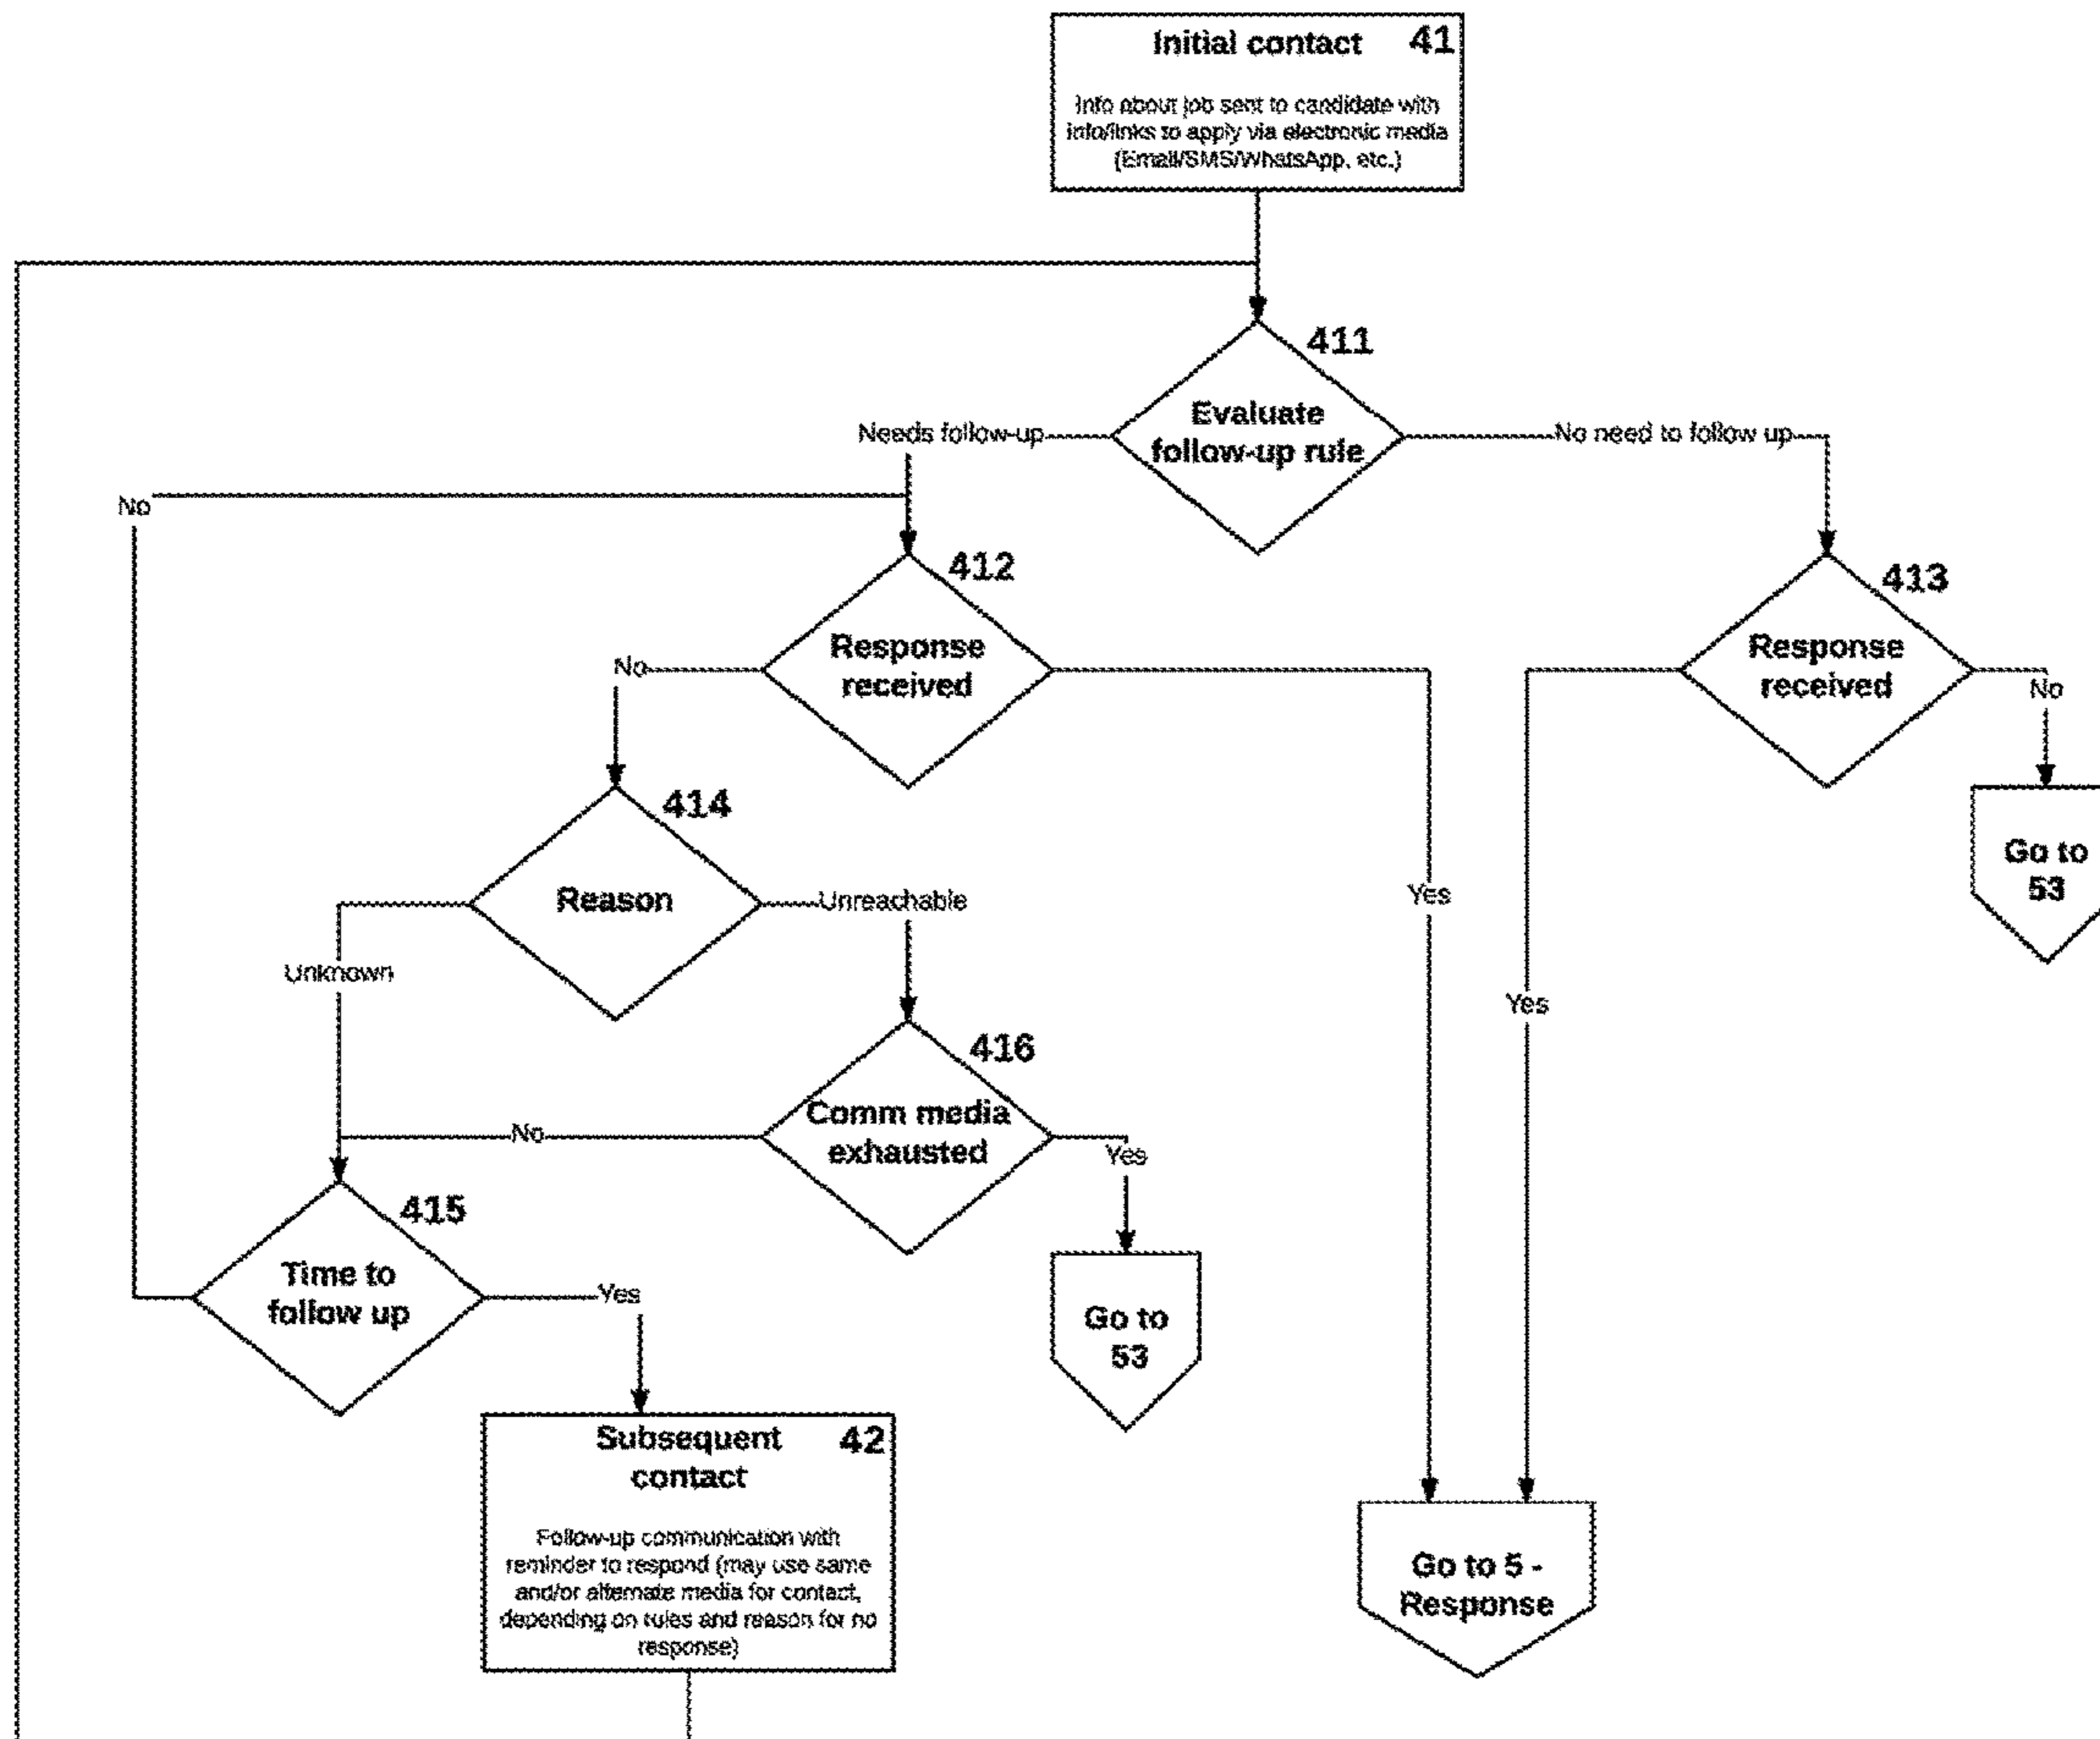 Initial contact 41
Info about job sent to candidate with
info/links to apply via electronic media
(Email/SMS/WhatsApp, etc.)
411
Evaluate
follow-up rule
Needs follow-up
No need to follow up
No
412
Response
received
413
Response
received
No
No
414
Reason
Unreachable
Unknown
Yes
Yes
Go to
53
416
Comm media
exhausted
No
Yes
415
Time to
follow up
Yes
Go to
53
Subsequent 42
contact
Follow-up communication with
reminder to respond (may use same
and/or alternate media for contact,
depending on rules and reason for no
response)
Go to 5 -
Response